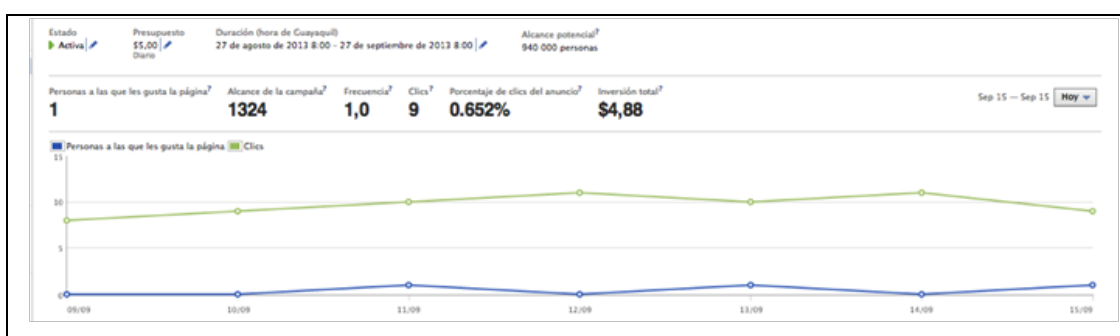 Estado Presupuesto Duración (hora de Guayaquil) Alcance potencial?
Activa $5,00 27 de agosto de 2013 8:00 - 27 de septiembre de 2013 8:00 940 000 personas
Diario
Personas a las que les gusta la página? Alcance de la campaña? Frecuencia? Clics? Porcentaje de clics del anuncio? Inversión total?
1 1324 1,0 9 0.652% $4,88 Sep 15 — Sep 15 Hoy
Personas a las que les gusta la página Clics
15
10
5
0
09/09 10/09 11/09 12/09 13/09 14/09 15/09